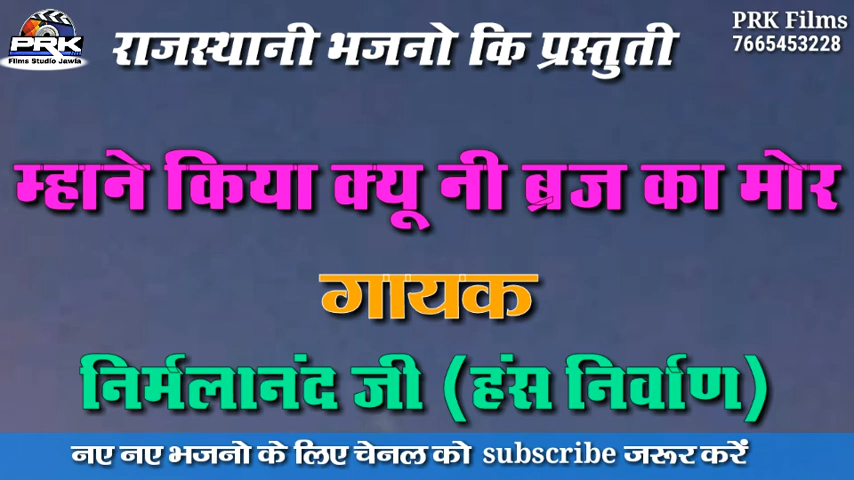 PRK
Films Studio Jawla
राजस्थानी भजनो कि प्रस्तुती
PRK Films
7665453228
म्हाने किया क्यू नी ब्रज का मोर
गायक
निर्मलानंद जी (हंस निर्वाण)
नए नए भजनो के लिए चेनल को subscribe जरूर करें